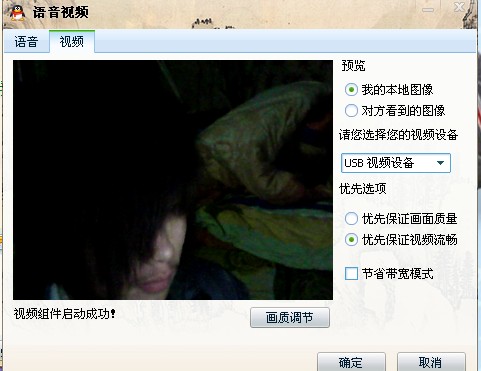 语音视频
语音 视频
预览
我的本地图像
对方看到的图像
请您选择您的视频设备
USB 视频设备
优先选项
优先保证画面质量
优先保证视频流畅
节省带宽模式
视频组件启动成功!
画质调节
确定 取消